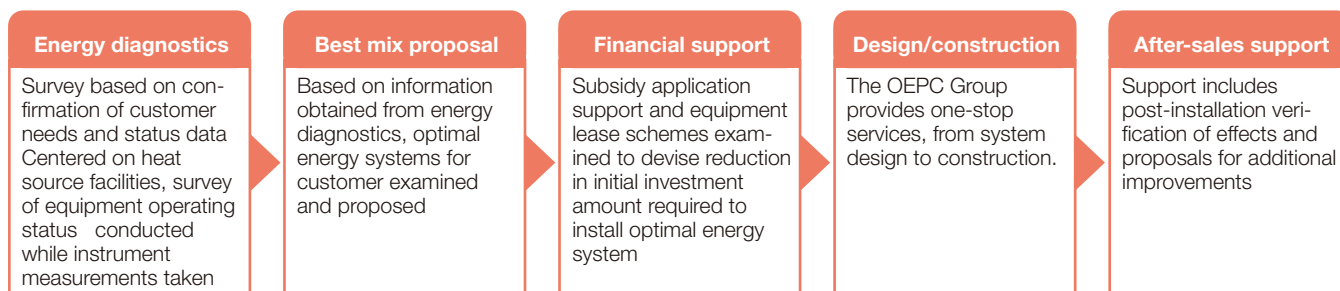 Energy diagnostics
Survey based on con-
firmation of customer
needs and status data
Centered on heat
source facilities, survey
of equipment operating
status conducted
while instrument
measurements taken
Best mix proposal
Based on information
obtained from energy
diagnostics, optimal
energy systems for
customer examined
and proposed
Financial support
Subsidy application
support and equipment
lease schemes exam-
ined to devise reduction
in initial investment
amount required to
install optimal energy
system
Design/construction
The OEPC Group
provides one-stop
services, from system
design to construction.
After-sales support
Support includes
post-installation veri-
fication of effects and
proposals for additional
improvements